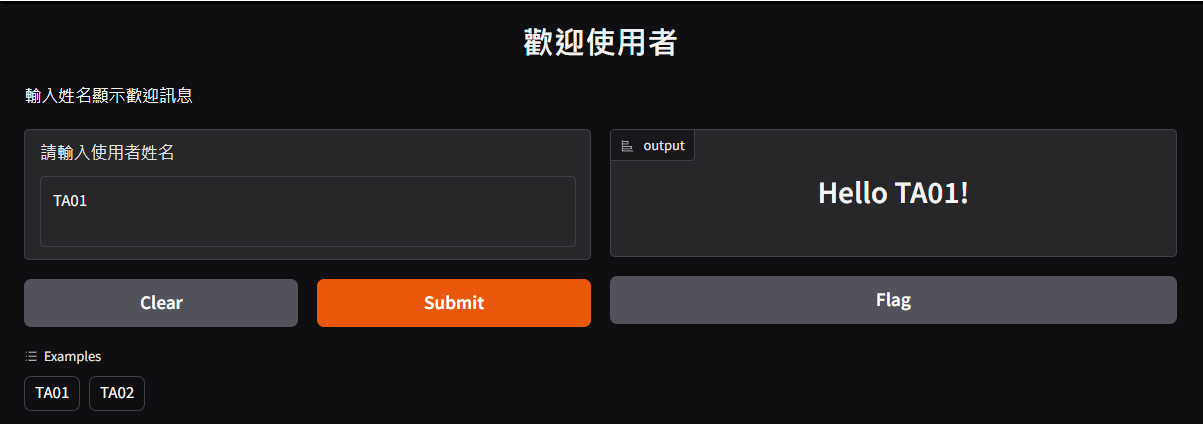 歡迎使用者
輸入姓名顯示歡迎訊息
請輸入使用者姓名
TA01
output
Hello TA01!
Clear
Submit
Flag
Examples
TA01
TA02